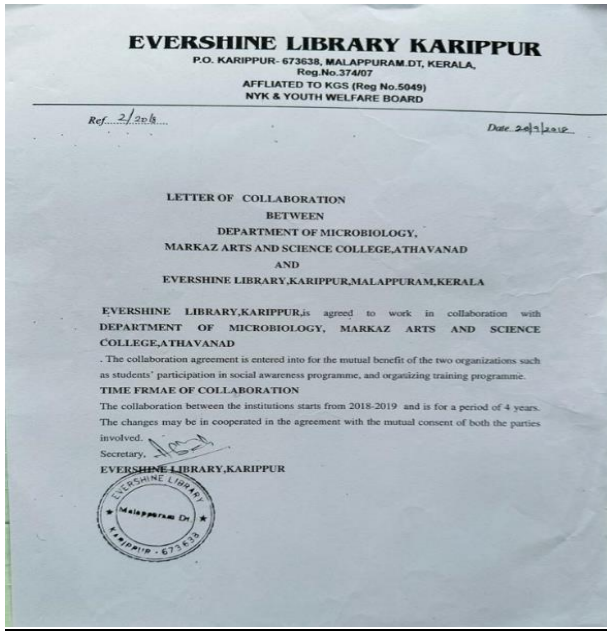 EVERSHINE LIBRARY KARIPPUR
P.O. KARIPPUR- 673638, MALAPPURAM.DT, KERALA,
Reg.No.374/07
AFFLIATED TO KGS (Reg No.5049)
NYK & YOUTH WELFARE BOARD
Ref. 2/2018
Date 20/9/2018
LETTER OF COLLABORATION
BETWEEN
DEPARTMENT OF MICROBIOLOGY,
MARKAZ ARTS AND SCIENCE COLLEGE,ATHAVANAD
AND
EVERSHINE LIBRARY,KARIPPUR,MALAPPURAM,KERALA
EVERSHINE LIBRARY,KARIPPUR,is agreed to work in collaboration with
DEPARTMENT OF MICROBIOLOGY, MARKAZ ARTS AND SCIENCE
COLLEGE,ATHAVANAD
. The collaboration agreement is entered into for the mutual benefit of the two organizations such
as students' participation in social awareness programme, and organizing training programme.
TIME FRMAE OF COLLABORATION
The collaboration between the institutions starts from 2018-2019 and is for a period of 4 years.
The changes may be in cooperated in the agreement with the mutual consent of both the parties
involved.
Secretary,
EVERSHINE LIBRARY,KARIPPUR
EVERSHINE LIBRARY
Malappuram Dt.
KARIPPUR - 673638